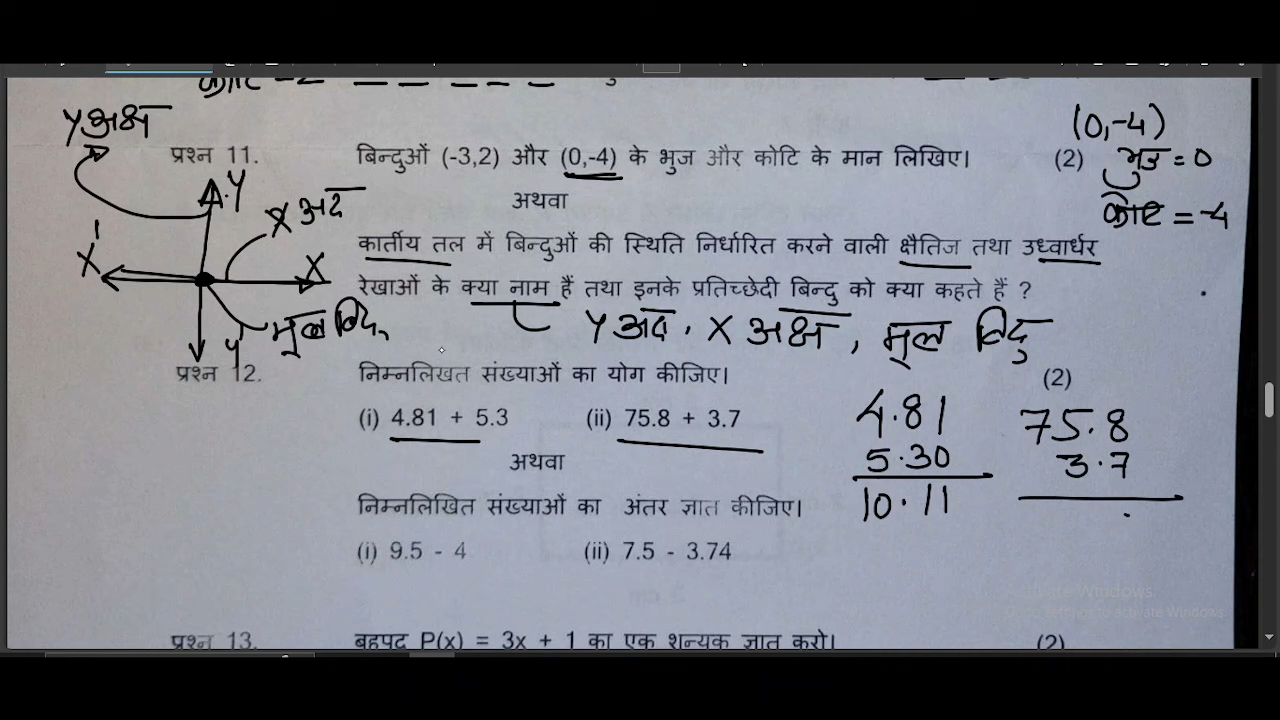 Y अक्ष
(0,-4)
प्रश्न 11. बिन्दुओं (-3,2) और (0,-4) के भुज और कोटि के मान लिखिए। (2)
भुज = 0
Y
अथवा
कोटि = -4
X अक्ष
X' X
कार्तीय तल में बिन्दुओं की स्थिति निर्धारित करने वाली क्षैतिज तथा उध्वार्धर
रेखाओं के क्या नाम हैं तथा इनके प्रतिच्छेदी बिन्दु को क्या कहते हैं ?
Y' मूल बिंदु
Y अक्ष, X अक्ष, मूल बिंदु
प्रश्न 12. निम्नलिखत संख्याओं का योग कीजिए। (2)
(i) 4.81 + 5.3 (ii) 75.8 + 3.7
4.81 75.8
5.30 3.7
10.11
अथवा
निम्नलिखित संख्याओं का अंतर ज्ञात कीजिए।
(i) 9.5 - 4 (ii) 7.5 - 3.74
Activate Windows
प्रश्न 13. बहुपद P(x) = 3x + 1 का एक शून्यक ज्ञात करो। (2)